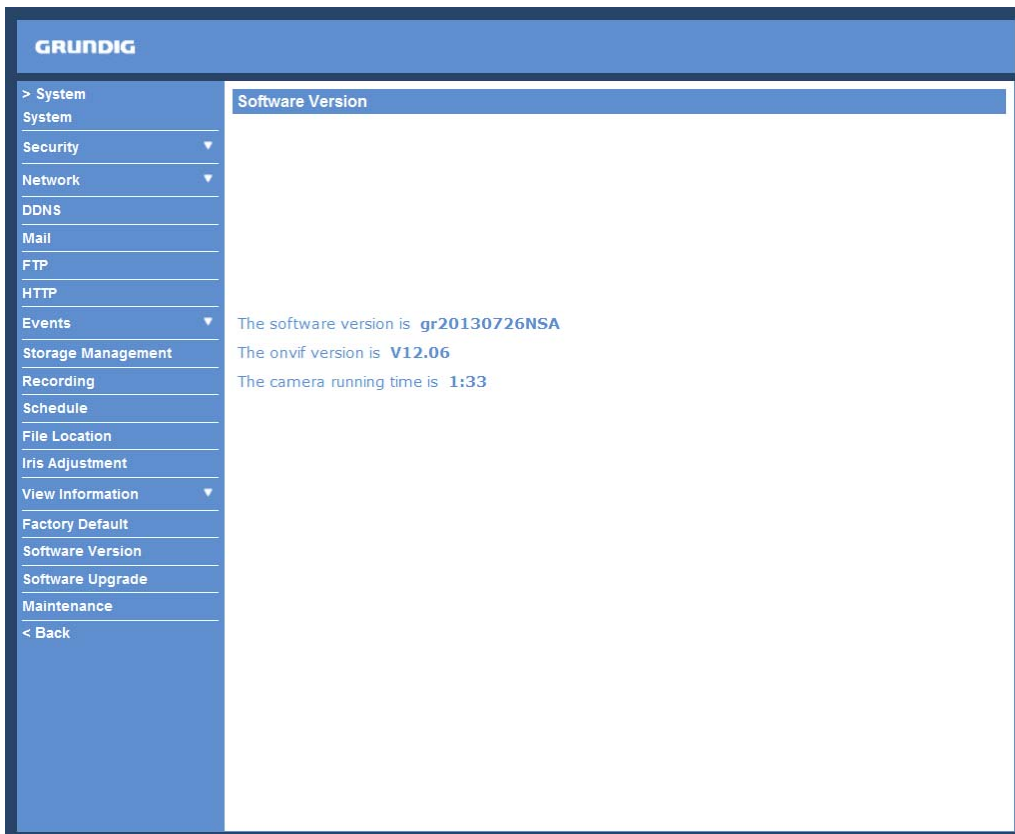 GRUNDIG
> System
System
Security
Network
DDNS
Mail
FTP
HTTP
Events
Storage Management
Recording
Schedule
File Location
Iris Adjustment
View Information
Factory Default
Software Version
Software Upgrade
Maintenance
< Back
Software Version
The software version is gr20130726NSA
The onvif version is V12.06
The camera running time is 1:33